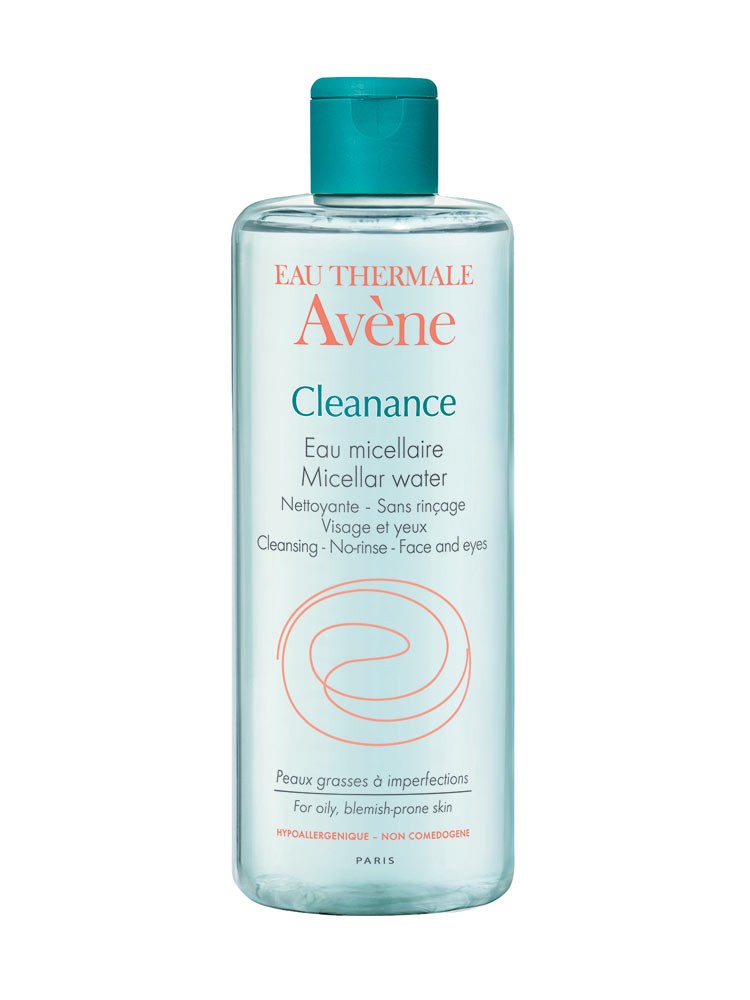 EAU THERMALE
Avène
Cleanance
Eau micellaire
Micellar water
Nettoyante - Sans rinçage
Visage et yeux
Cleansing - No-rinse - Face and eyes
Peaux grasses à imperfections
For oily, blemish-prone skin
HYPOALLERGENIQUE - NON COMEDOGENE
PARIS